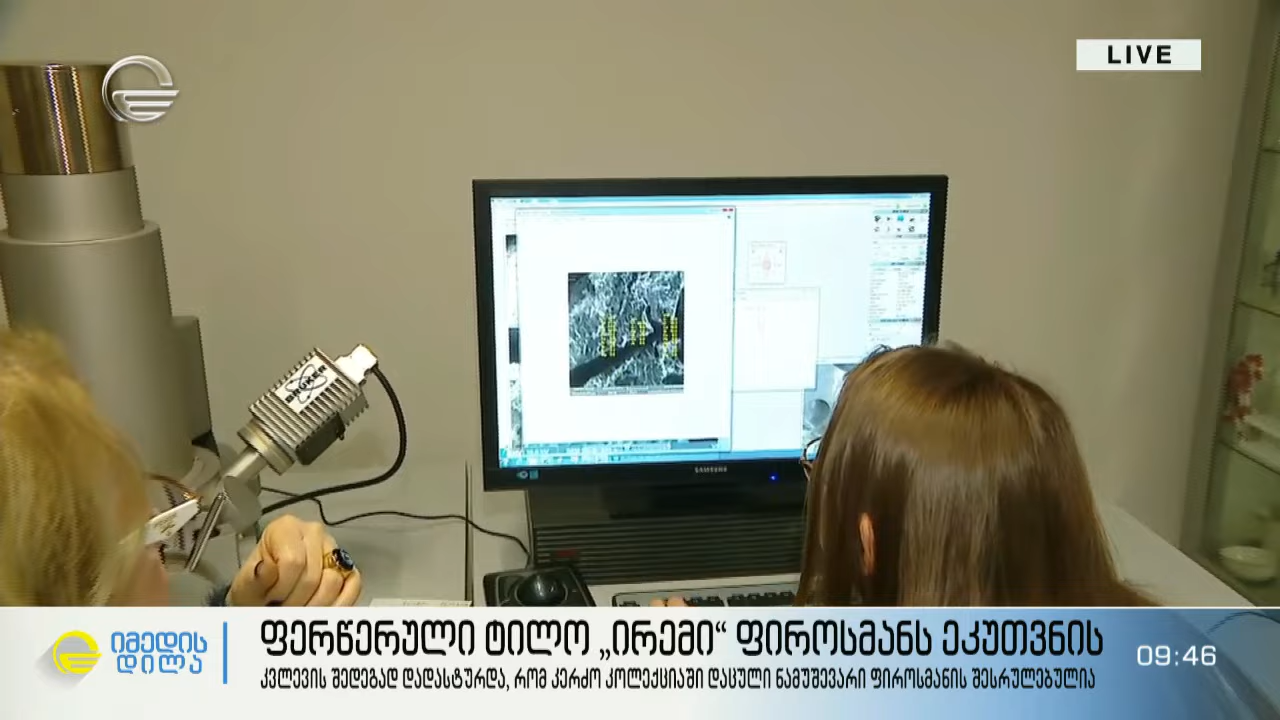 LIVE
BRUKER
SAMSUNG
იმედის
დილა
ფერწერული ტილო „ირემი“ ფიროსმანს ეკუთვნის
კვლევის შედეგად დადასტურდა, რომ კერძო კოლექციაში დაცული ნამუშევარი ფიროსმანის შესრულებულია
09:46